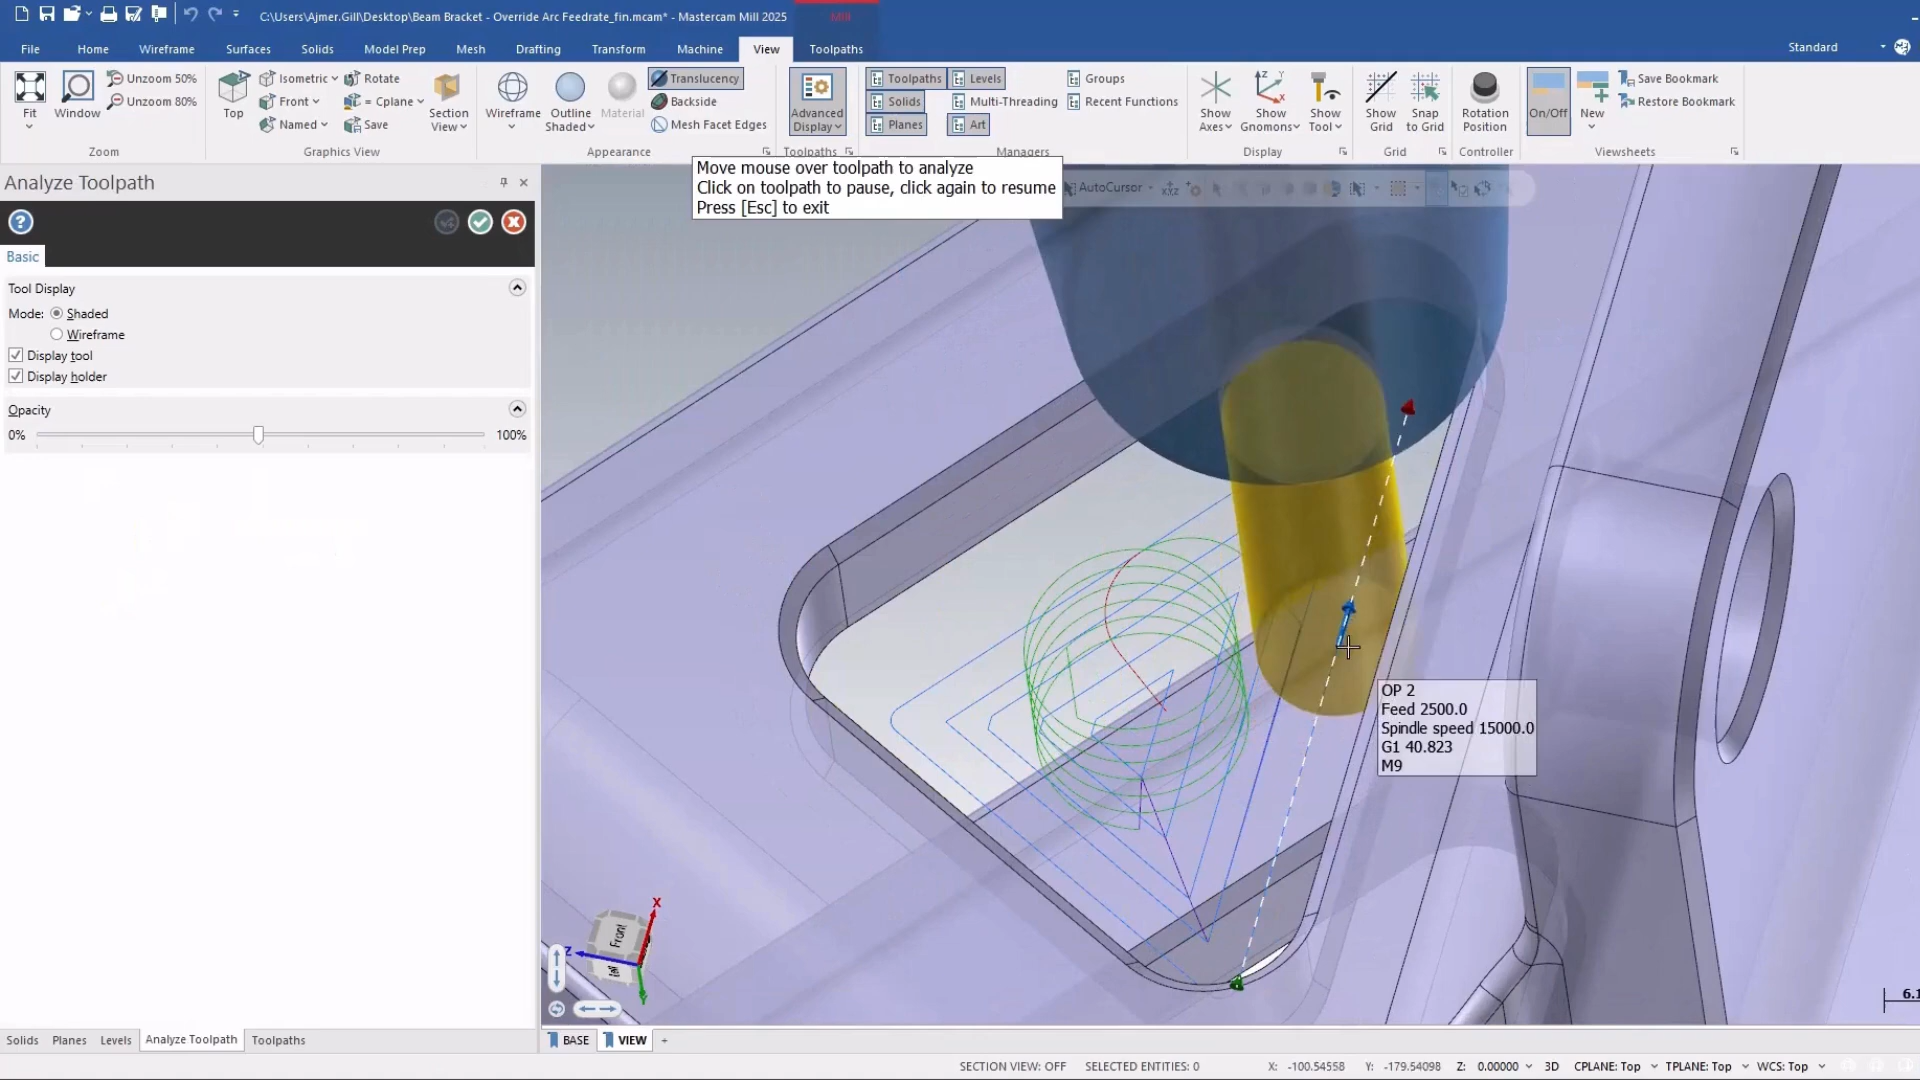 C:\Users\Ajmer.Gill\Desktop\Beam Bracket - Override Arc Feedrate_fin.mcam* - Mastercam Mill 2025
Mill
File Home Wireframe Surfaces Solids Model Prep Mesh Drafting Transform Machine View Toolpaths Standard
Fit
Window
Unzoom 50%
Unzoom 80%
Zoom
Top
Isometric
Front
Named
Rotate
= Cplane
Save
Section
View
Graphics View
Wireframe
Outline
Shaded
Material
Translucency
Backside
Mesh Facet Edges
Appearance
Advanced
Display
Toolpaths
Toolpaths
Solids
Planes
Levels
Multi-Threading
Art
Groups
Recent Functions
Managers
Show
Axes
Show
Gnomons
Show
Tool
Display
Show
Grid
Snap
to Grid
Grid
Rotation
Position
Controller
On/Off
New
Save Bookmark
Restore Bookmark
Viewsheets
Analyze Toolpath
Basic
Tool Display
Mode: Shaded
Wireframe
Display tool
Display holder
Opacity
0% 100%
Move mouse over toolpath to analyze
Click on toolpath to pause, click again to resume
Press [Esc] to exit
AutoCursor
OP 2
Feed 2500.0
Spindle speed 15000.0
G1 40.823
M9
X
Z
Front
6.1
Solids Planes Levels Analyze Toolpath Toolpaths
BASE VIEW +
SECTION VIEW: OFF SELECTED ENTITIES: 0 X: -100.54558 Y: -179.54098 Z: 0.00000 3D CPLANE: Top TPLANE: Top WCS: Top